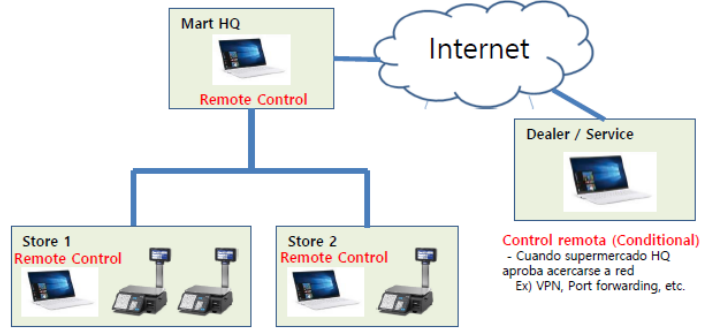 Mart HQ
Remote Control
Internet
Dealer / Service
Control remota (Conditional)
- Cuando supermercado HQ
aproba acercarse a red
Ex) VPN, Port forwarding, etc.
Store 1
Remote Control
Store 2
Remote Control